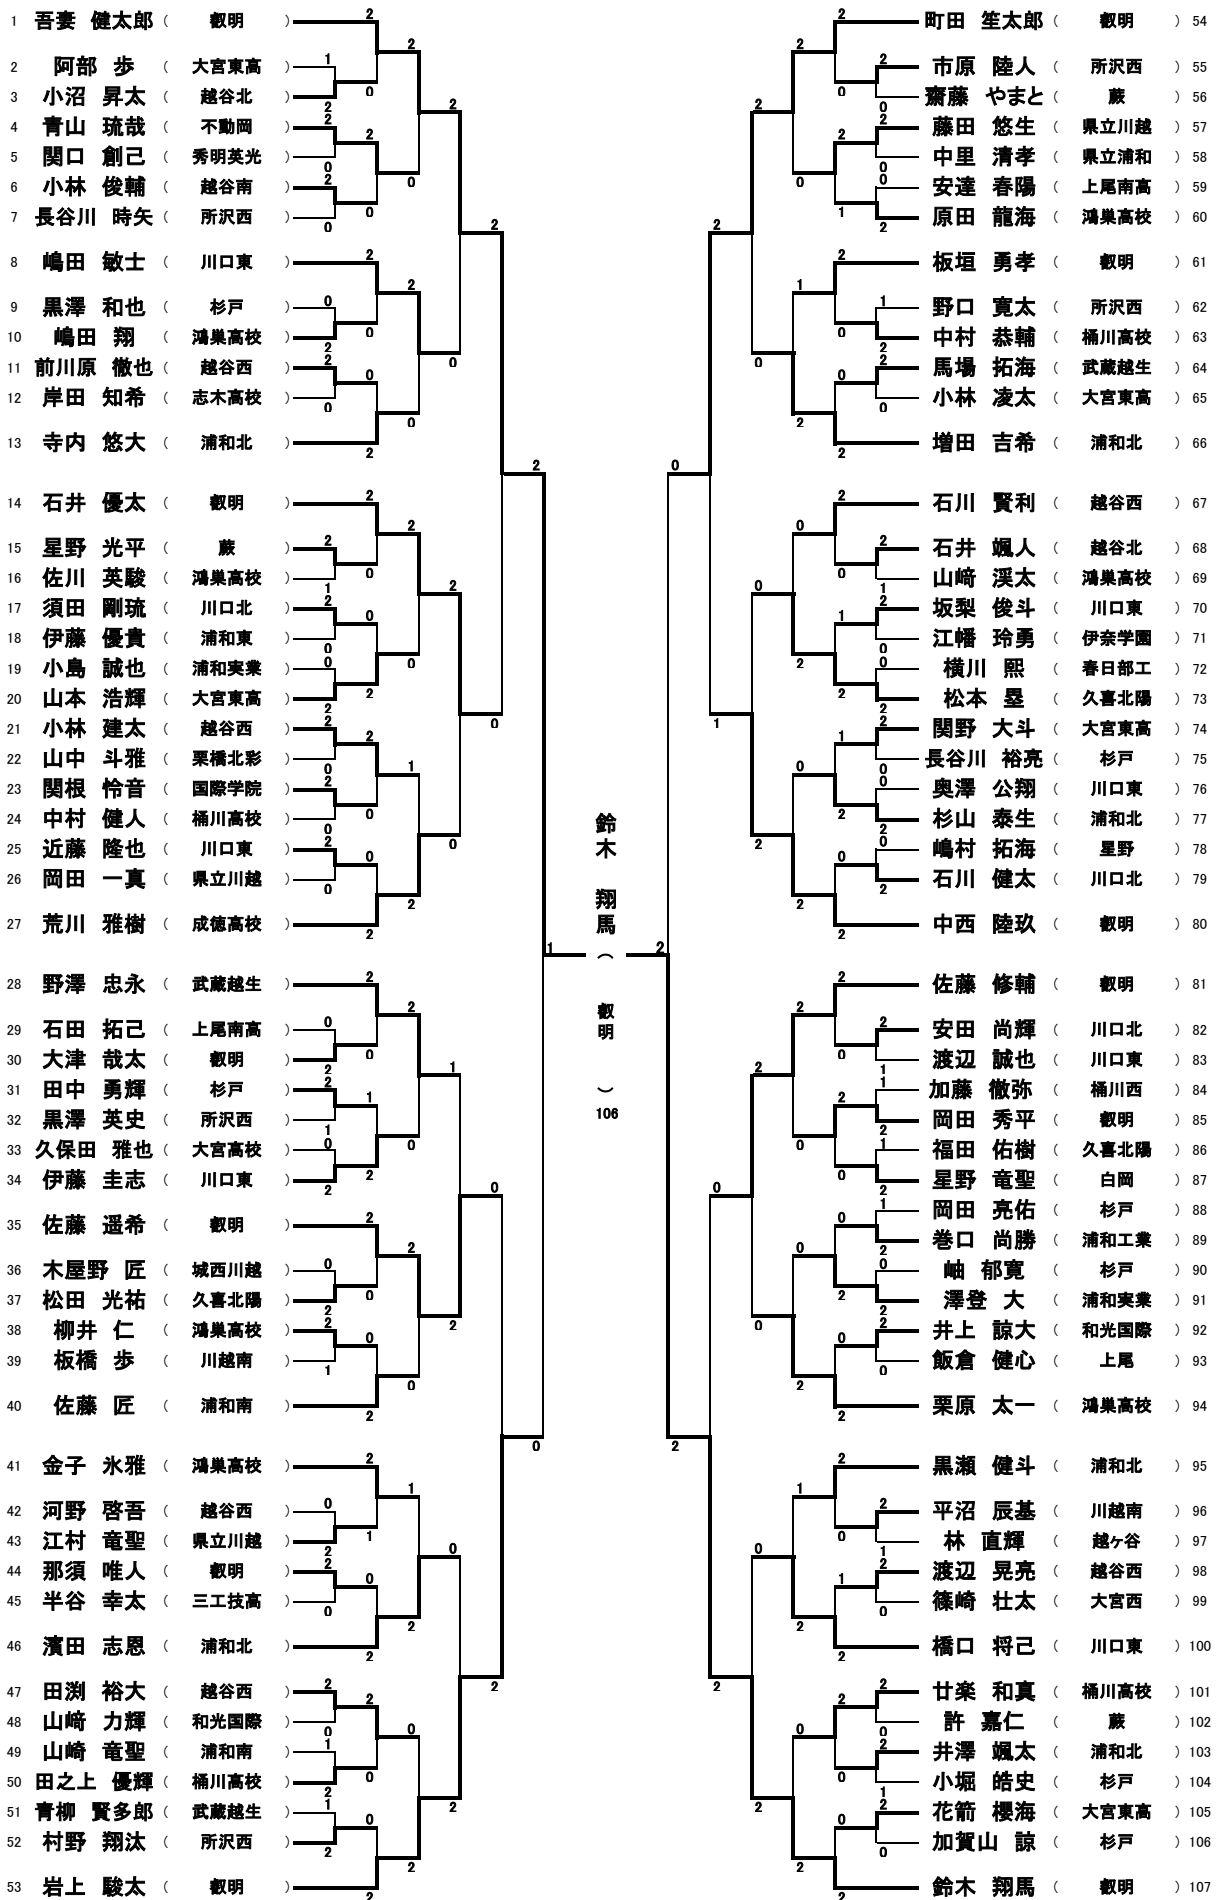 1 吾妻 健太郎 ( 叡明 )
2 阿部 歩 ( 大宮東高 )
3 小沼 昇太 ( 越谷北 )
4 青山 琉哉 ( 不動岡 )
5 関口 創己 ( 秀明英光 )
6 小林 俊輔 ( 越谷南 )
7 長谷川 時矢 ( 所沢西 )
8 嶋田 敏士 ( 川口東 )
9 黒澤 和也 ( 杉戸 )
10 嶋田 翔 ( 鴻巣高校 )
11 前川原 徹也 ( 越谷西 )
12 岸田 知希 ( 志木高校 )
13 寺内 悠大 ( 浦和北 )
14 石井 優太 ( 叡明 )
15 星野 光平 ( 蕨 )
16 佐川 英駿 ( 鴻巣高校 )
17 須田 剛琉 ( 川口北 )
18 伊藤 優貴 ( 浦和東 )
19 小島 誠也 ( 浦和実業 )
20 山本 浩輝 ( 大宮東高 )
21 小林 建太 ( 越谷西 )
22 山中 斗雅 ( 栗橋北彩 )
23 関根 怜音 ( 国際学院 )
24 中村 健人 ( 桶川高校 )
25 近藤 隆也 ( 川口東 )
26 岡田 一真 ( 県立川越 )
27 荒川 雅樹 ( 成徳高校 )
28 野澤 忠永 ( 武蔵越生 )
29 石田 拓己 ( 上尾南高 )
30 大津 哉太 ( 叡明 )
31 田中 勇輝 ( 杉戸 )
32 黒澤 英史 ( 所沢西 )
33 久保田 雅也 ( 大宮高校 )
34 伊藤 圭志 ( 川口東 )
35 佐藤 遥希 ( 叡明 )
36 木屋野 匠 ( 城西川越 )
37 松田 光祐 ( 久喜北陽 )
38 柳井 仁 ( 鴻巣高校 )
39 板橋 歩 ( 川越南 )
40 佐藤 匠 ( 浦和南 )
41 金子 氷雅 ( 鴻巣高校 )
42 河野 啓吾 ( 越谷西 )
43 江村 竜聖 ( 県立川越 )
44 那須 唯人 ( 叡明 )
45 半谷 幸太 ( 三工技高 )
46 濱田 志恩 ( 浦和北 )
47 田渕 裕大 ( 越谷西 )
48 山﨑 力輝 ( 和光国際 )
49 山崎 竜聖 ( 浦和南 )
50 田之上 優輝 ( 桶川高校 )
51 青柳 賢多郎 ( 武蔵越生 )
52 村野 翔汰 ( 所沢西 )
53 岩上 駿太 ( 叡明 )
鈴木 翔馬 ( 叡明 )
106
町田 笙太郎 ( 叡明 ) 54
市原 陸人 ( 所沢西 ) 55
齋藤 やまと ( 蕨 ) 56
藤田 悠生 ( 県立川越 ) 57
中里 清孝 ( 県立浦和 ) 58
安達 春陽 ( 上尾南高 ) 59
原田 龍海 ( 鴻巣高校 ) 60
板垣 勇孝 ( 叡明 ) 61
野口 寛太 ( 所沢西 ) 62
中村 恭輔 ( 桶川高校 ) 63
馬場 拓海 ( 武蔵越生 ) 64
小林 凌太 ( 大宮東高 ) 65
増田 吉希 ( 浦和北 ) 66
石川 賢利 ( 越谷西 ) 67
石井 颯人 ( 越谷北 ) 68
山﨑 渓太 ( 鴻巣高校 ) 69
坂梨 俊斗 ( 川口東 ) 70
江幡 玲勇 ( 伊奈学園 ) 71
横川 熙 ( 春日部工 ) 72
松本 塁 ( 久喜北陽 ) 73
関野 大斗 ( 大宮東高 ) 74
長谷川 裕亮 ( 杉戸 ) 75
奥澤 公翔 ( 川口東 ) 76
杉山 泰生 ( 浦和北 ) 77
嶋村 拓海 ( 星野 ) 78
石川 健太 ( 川口北 ) 79
中西 陸玖 ( 叡明 ) 80
佐藤 修輔 ( 叡明 ) 81
安田 尚輝 ( 川口北 ) 82
渡辺 誠也 ( 川口東 ) 83
加藤 徹弥 ( 桶川西 ) 84
岡田 秀平 ( 叡明 ) 85
福田 佑樹 ( 久喜北陽 ) 86
星野 竜聖 ( 白岡 ) 87
岡田 亮佑 ( 杉戸 ) 88
巻口 尚勝 ( 浦和工業 ) 89
岫 郁寛 ( 杉戸 ) 90
澤登 大 ( 浦和実業 ) 91
井上 諒大 ( 和光国際 ) 92
飯倉 健心 ( 上尾 ) 93
栗原 太一 ( 鴻巣高校 ) 94
黒瀬 健斗 ( 浦和北 ) 95
平沼 辰基 ( 川越南 ) 96
林 直輝 ( 越ヶ谷 ) 97
渡辺 晃亮 ( 越谷西 ) 98
篠崎 壮太 ( 大宮西 ) 99
橋口 将己 ( 川口東 ) 100
廿楽 和真 ( 桶川高校 ) 101
許 嘉仁 ( 蕨 ) 102
井澤 颯太 ( 浦和北 ) 103
小堀 皓史 ( 杉戸 ) 104
花箭 櫻海 ( 大宮東高 ) 105
加賀山 諒 ( 杉戸 ) 106
鈴木 翔馬 ( 叡明 ) 107